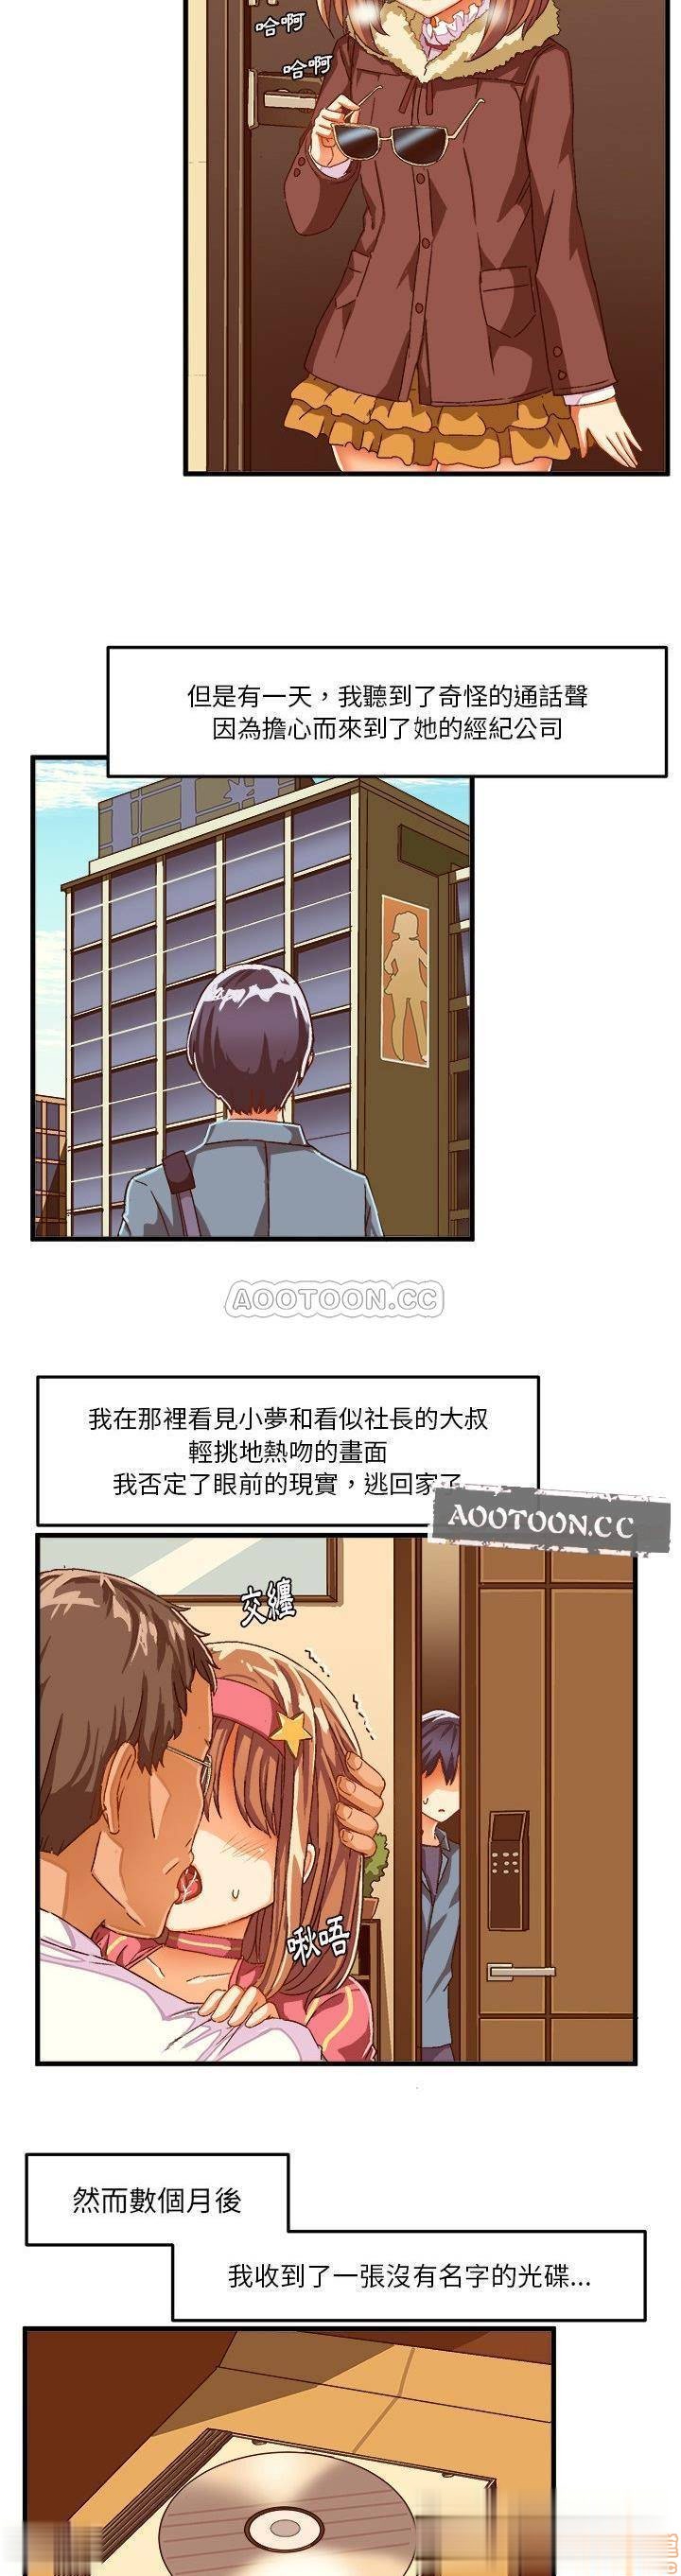 哈啊
哈啊
但是有一天，我聽到了奇怪的通話聲
因為擔心而來到了她的經紀公司
AOOTOON.CC
我在那裡看見小夢和看似社長的大叔
輕挑地熱吻的畫面
我否定了眼前的現實，逃回家了
AOOTOON.CC
交纏
啾唔
然而數個月後
我收到了一張沒有名字的光碟...